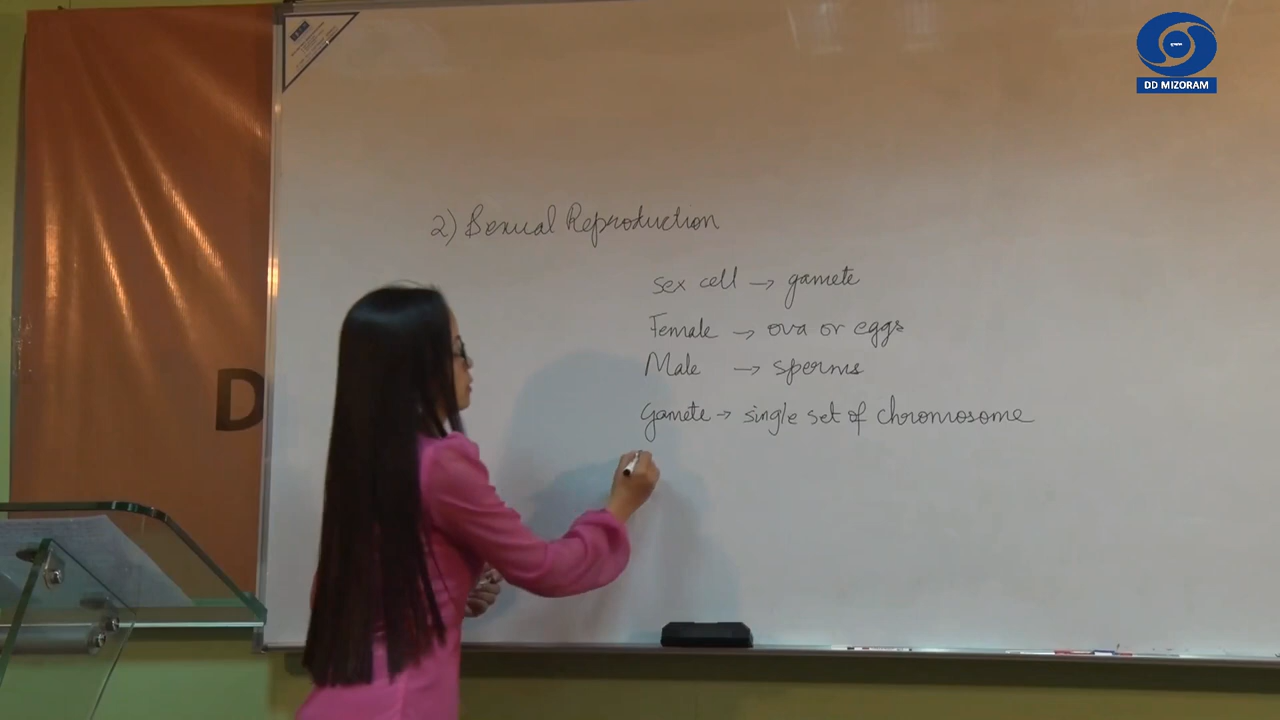 DD MIZORAM
2) Sexual Reproduction
sex cell → gamete
Female → ova or eggs
Male → sperms
D
Gamete → single set of chromosome